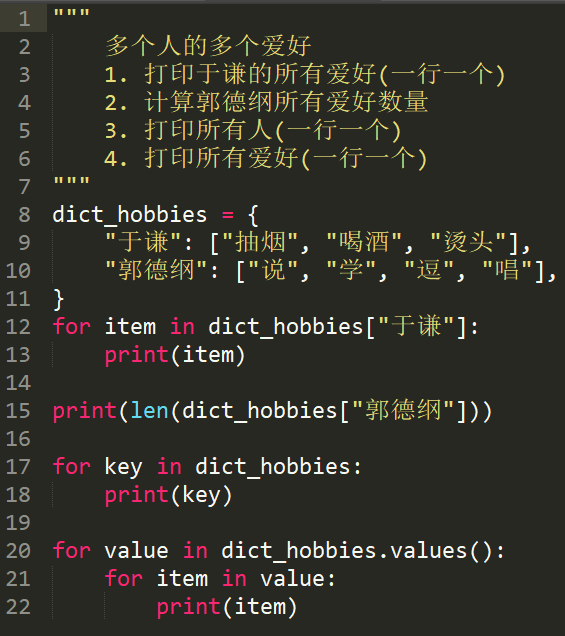 1 """
2     多个人的多个爱好
3     1. 打印于谦的所有爱好(一行一个)
4     2. 计算郭德纲所有爱好数量
5     3. 打印所有人(一行一个)
6     4. 打印所有爱好(一行一个)
7 """
8 dict_hobbies = {
9     "于谦": ["抽烟", "喝酒", "烫头"],
10     "郭德纲": ["说", "学", "逗", "唱"],
11 }
12 for item in dict_hobbies["于谦"]:
13     print(item)
14
15 print(len(dict_hobbies["郭德纲"]))
16
17 for key in dict_hobbies:
18     print(key)
19
20 for value in dict_hobbies.values():
21     for item in value:
22         print(item)